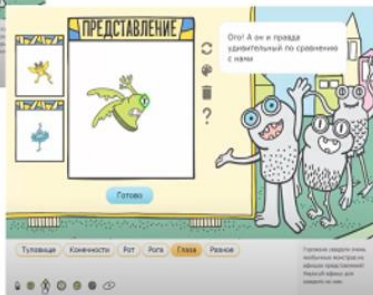 ПРЕДСТАВЛЕНИЕ
Ого! А он и правда
удивительный по сравнению
с нами
?
Готово
Туловище
Конечности
Рот
Рога
Глаза
Разное